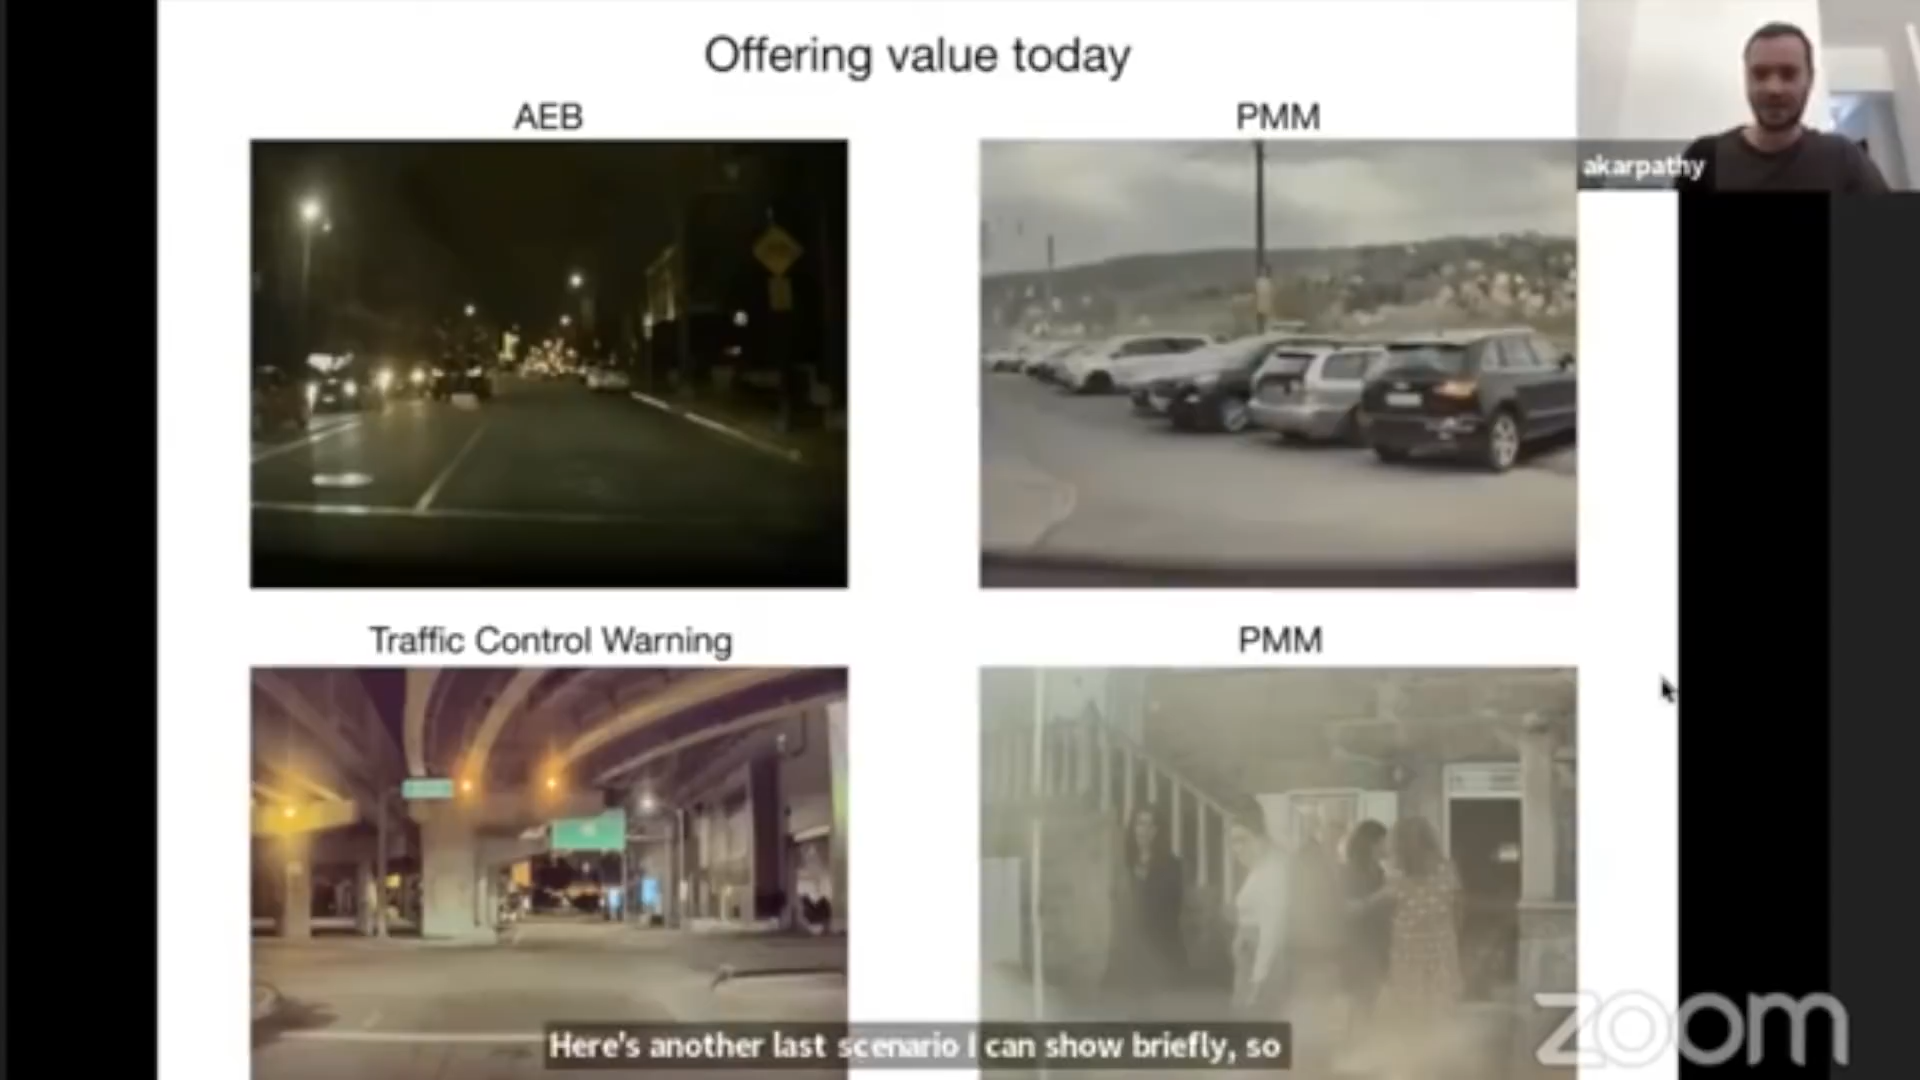 Offering value today
AEB
PMM
akarpathy
Traffic Control Warning
PMM
Here's another last scenario I can show briefly, so
zoom